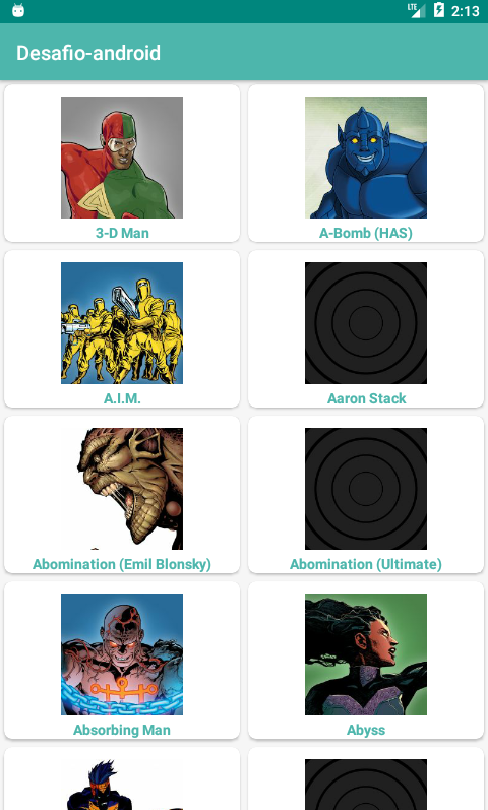 LTE 2:13
Desafio-android
3-D Man
A-Bomb (HAS)
A.I.M.
Aaron Stack
Abomination (Emil Blonsky)
Abomination (Ultimate)
Absorbing Man
Abyss